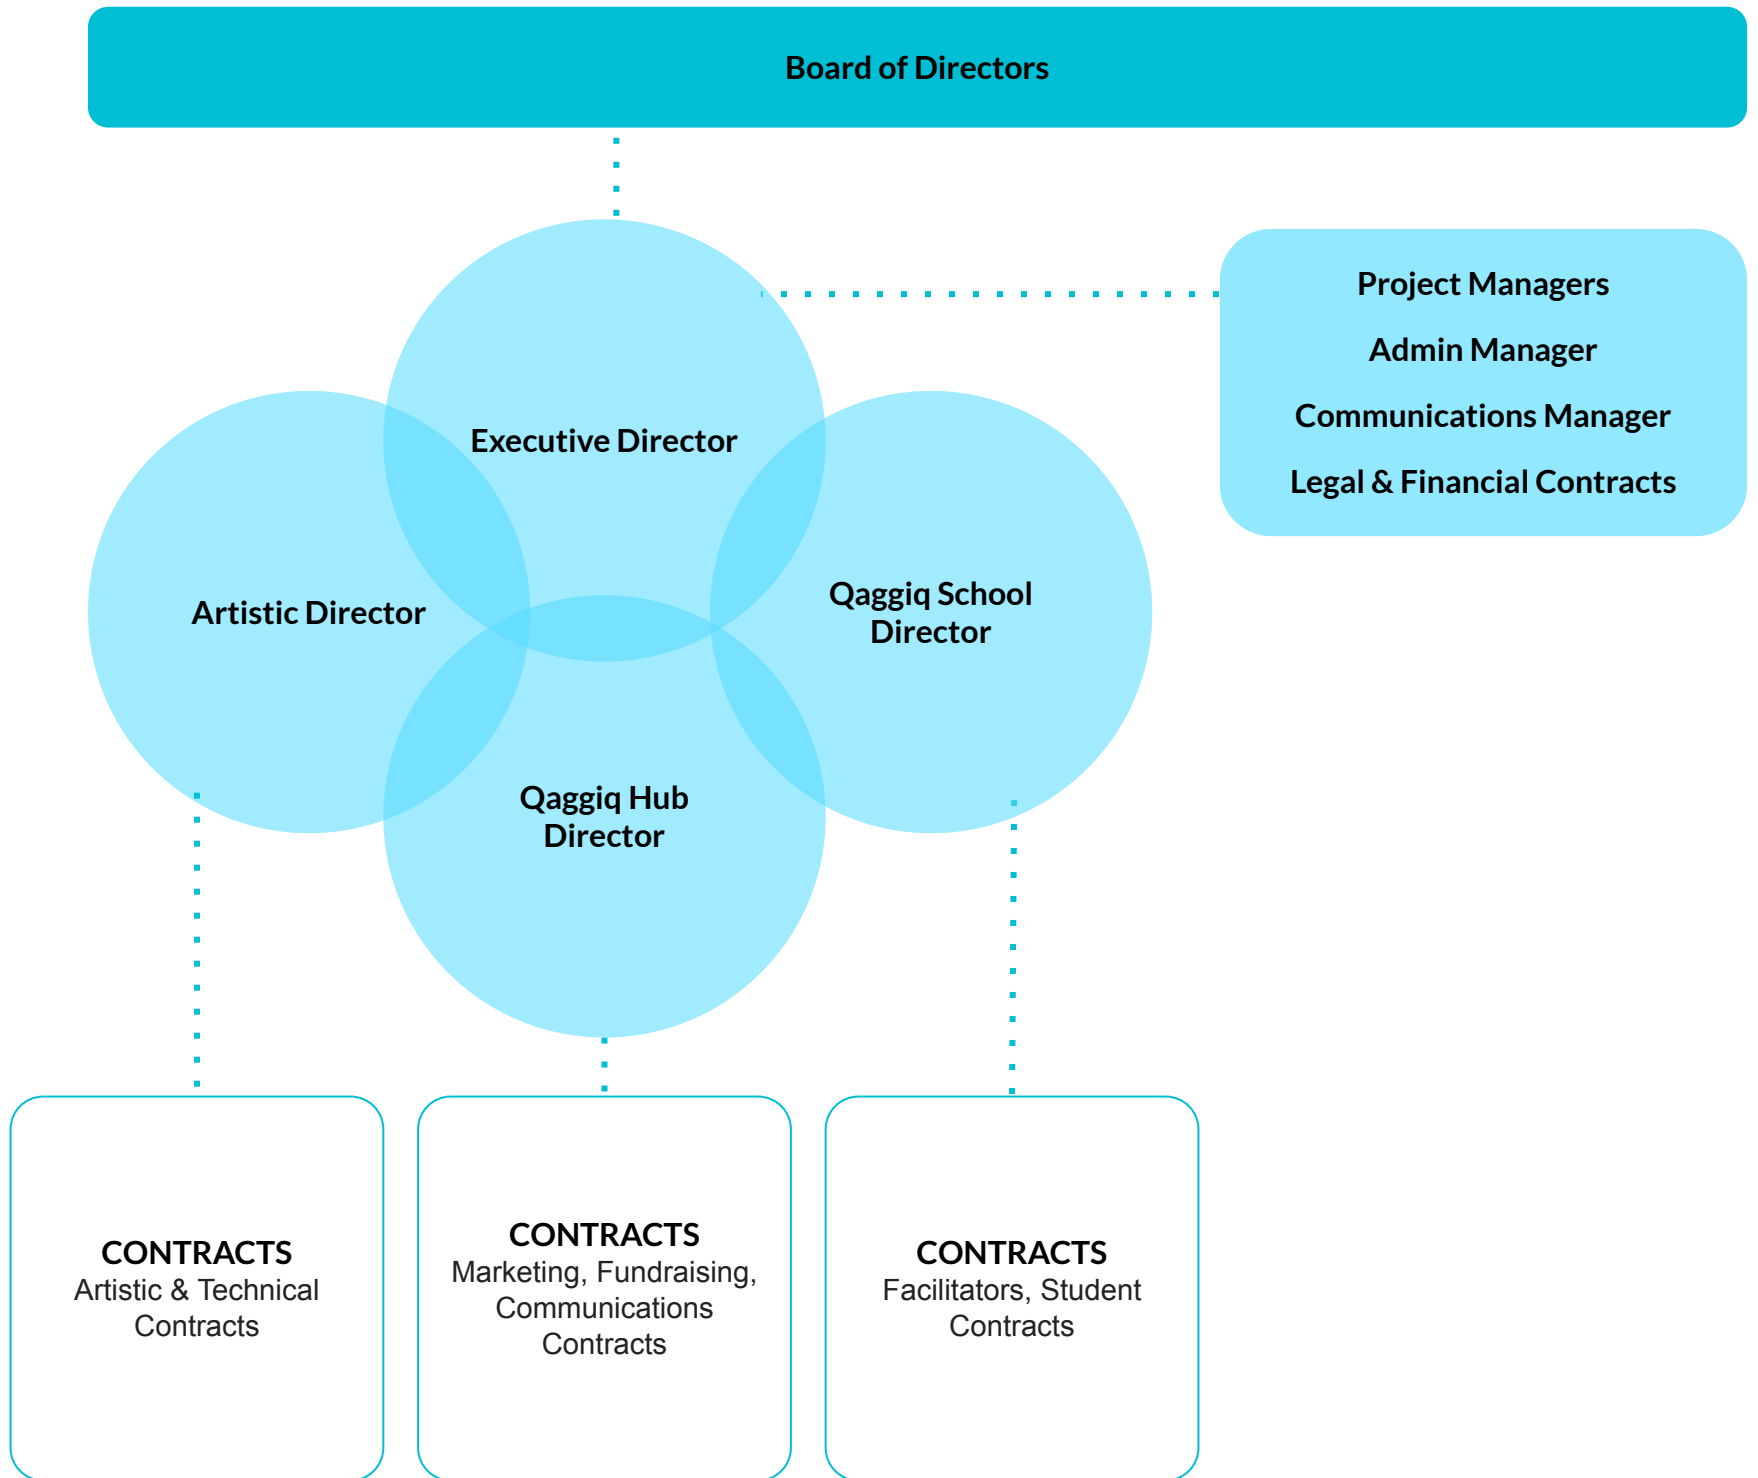 Board of Directors
Project Managers
Admin Manager
Communications Manager
Legal & Financial Contracts
Executive Director
Artistic Director
Qaggiq School
Director
Qaggiq Hub
Director
CONTRACTS
Artistic & Technical
Contracts
CONTRACTS
Marketing, Fundraising,
Communications
Contracts
CONTRACTS
Facilitators, Student
Contracts